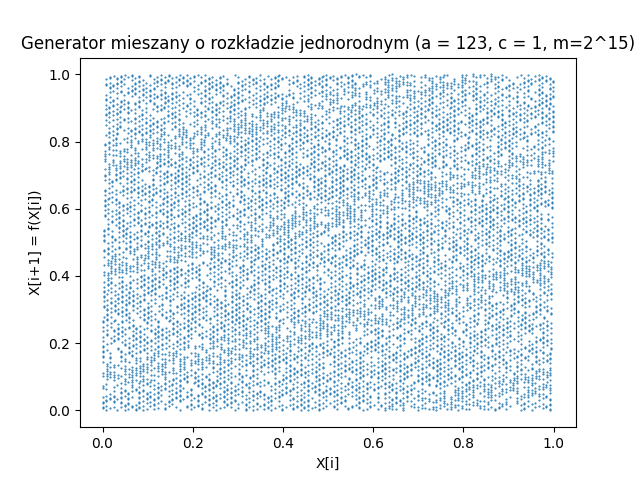 Generator mieszany o rozkładzie jednorodnym (a = 123, c = 1, m=2^15)
1.0
0.8
0.6
0.4
0.2
0.0
X[i+1] = f(X[i])
0.0 0.2 0.4 0.6 0.8 1.0
X[i]